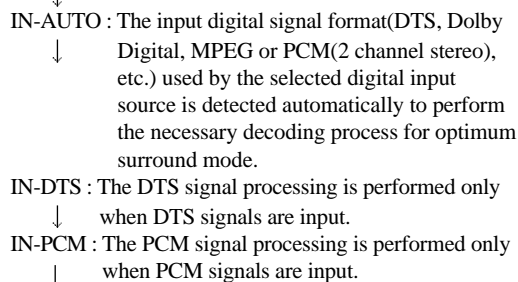 IN-AUTO : The input digital signal format(DTS, Dolby
Digital, MPEG or PCM(2 channel stereo),
etc.) used by the selected digital input
source is detected automatically to perform
the necessary decoding process for optimum
surround mode.
IN-DTS : The DTS signal processing is performed only
when DTS signals are input.
IN-PCM : The PCM signal processing is performed only
when PCM signals are input.